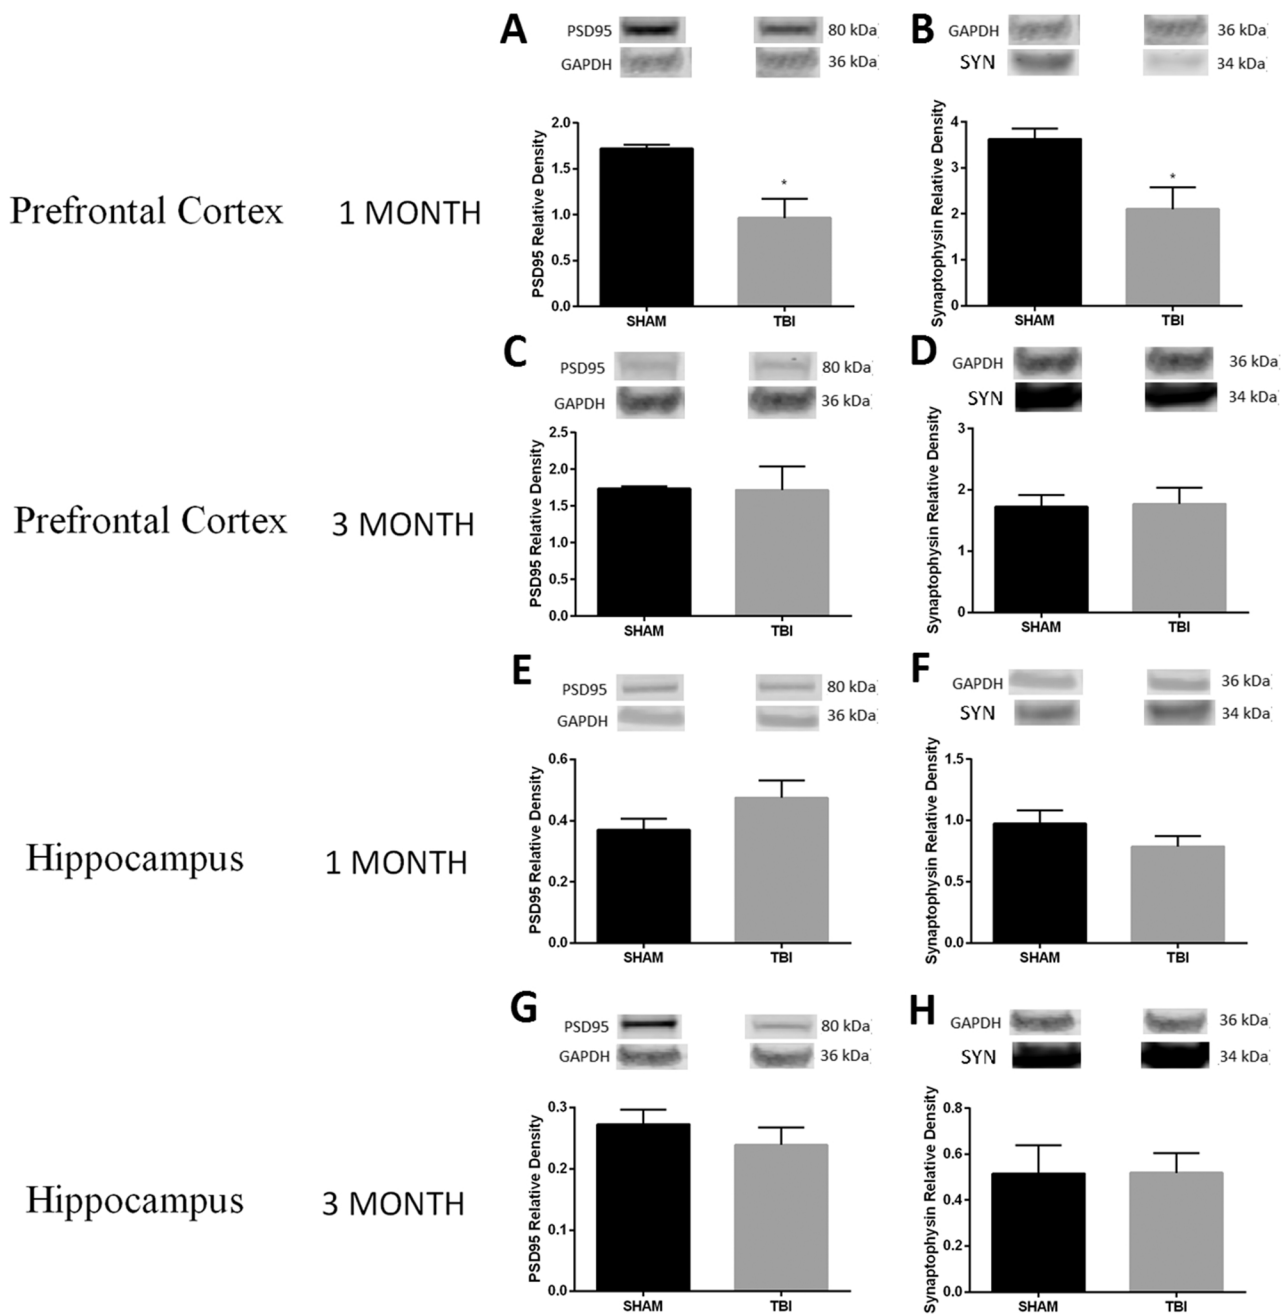 A
PSD95 80 kDa
GAPDH 36 kDa
PSD95 Relative Density
2.0
1.5
1.0
0.5
0.0
*
SHAM TBI
B
GAPDH 36 kDa
SYN 34 kDa
Synaptophysin Relative Density
4
3
2
1
0
*
SHAM TBI
Prefrontal Cortex 1 MONTH
C
PSD95 80 kDa
GAPDH 36 kDa
PSD95 Relative Density
2.5
2.0
1.5
1.0
0.5
0.0
SHAM TBI
D
GAPDH 36 kDa
SYN 34 kDa
Synaptophysin Relative Density
3
2
1
0
SHAM TBI
Prefrontal Cortex 3 MONTH
E
PSD95 80 kDa
GAPDH 36 kDa
PSD95 Relative Density
0.6
0.4
0.2
0.0
SHAM TBI
F
GAPDH 36 kDa
SYN 34 kDa
Synaptophysin Relative Density
1.5
1.0
0.5
0.0
SHAM TBI
Hippocampus 1 MONTH
G
PSD95 80 kDa
GAPDH 36 kDa
PSD95 Relative Density
0.3
0.2
0.1
0.0
SHAM TBI
H
GAPDH 36 kDa
SYN 34 kDa
Synaptophysin Relative Density
0.8
0.6
0.4
0.2
0.0
SHAM TBI
Hippocampus 3 MONTH